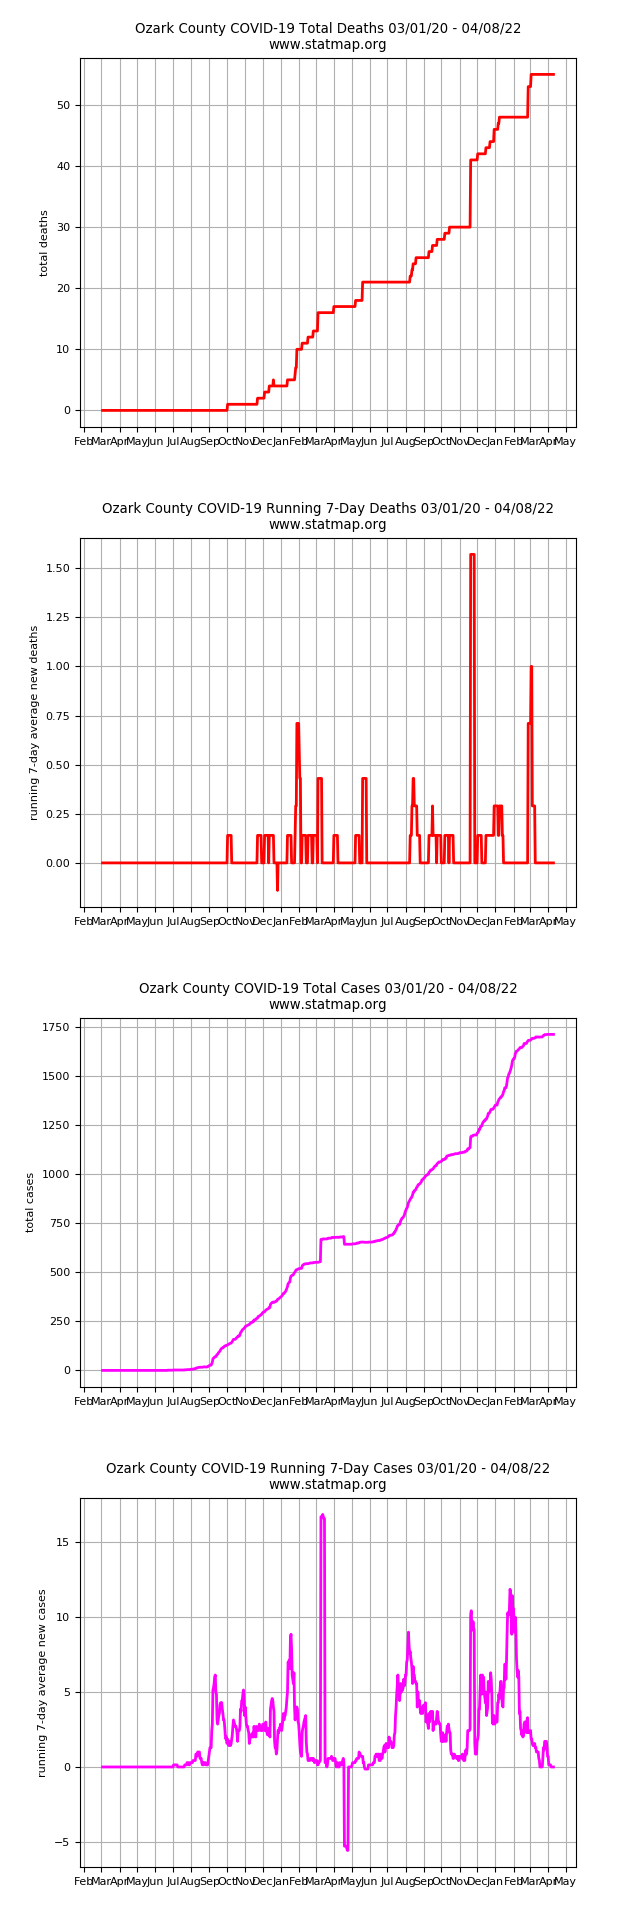 Ozark County COVID-19 Total Deaths 03/01/20 - 04/08/22
www.statmap.org
50
40
30
20
10
0
total deaths
Feb Mar Apr May Jun Jul Aug Sep Oct Nov Dec Jan Feb Mar Apr May Jun Jul Aug Sep Oct Nov Dec Jan Feb Mar Apr May
Ozark County COVID-19 Running 7-Day Deaths 03/01/20 - 04/08/22
www.statmap.org
1.50
1.25
1.00
0.75
0.50
0.25
0.00
running 7-day average new deaths
Feb Mar Apr May Jun Jul Aug Sep Oct Nov Dec Jan Feb Mar Apr May Jun Jul Aug Sep Oct Nov Dec Jan Feb Mar Apr May
Ozark County COVID-19 Total Cases 03/01/20 - 04/08/22
www.statmap.org
1750
1500
1250
1000
750
500
250
0
total cases
Feb Mar Apr May Jun Jul Aug Sep Oct Nov Dec Jan Feb Mar Apr May Jun Jul Aug Sep Oct Nov Dec Jan Feb Mar Apr May
Ozark County COVID-19 Running 7-Day Cases 03/01/20 - 04/08/22
www.statmap.org
15
10
5
0
−5
running 7-day average new cases
Feb Mar Apr May Jun Jul Aug Sep Oct Nov Dec Jan Feb Mar Apr May Jun Jul Aug Sep Oct Nov Dec Jan Feb Mar Apr May